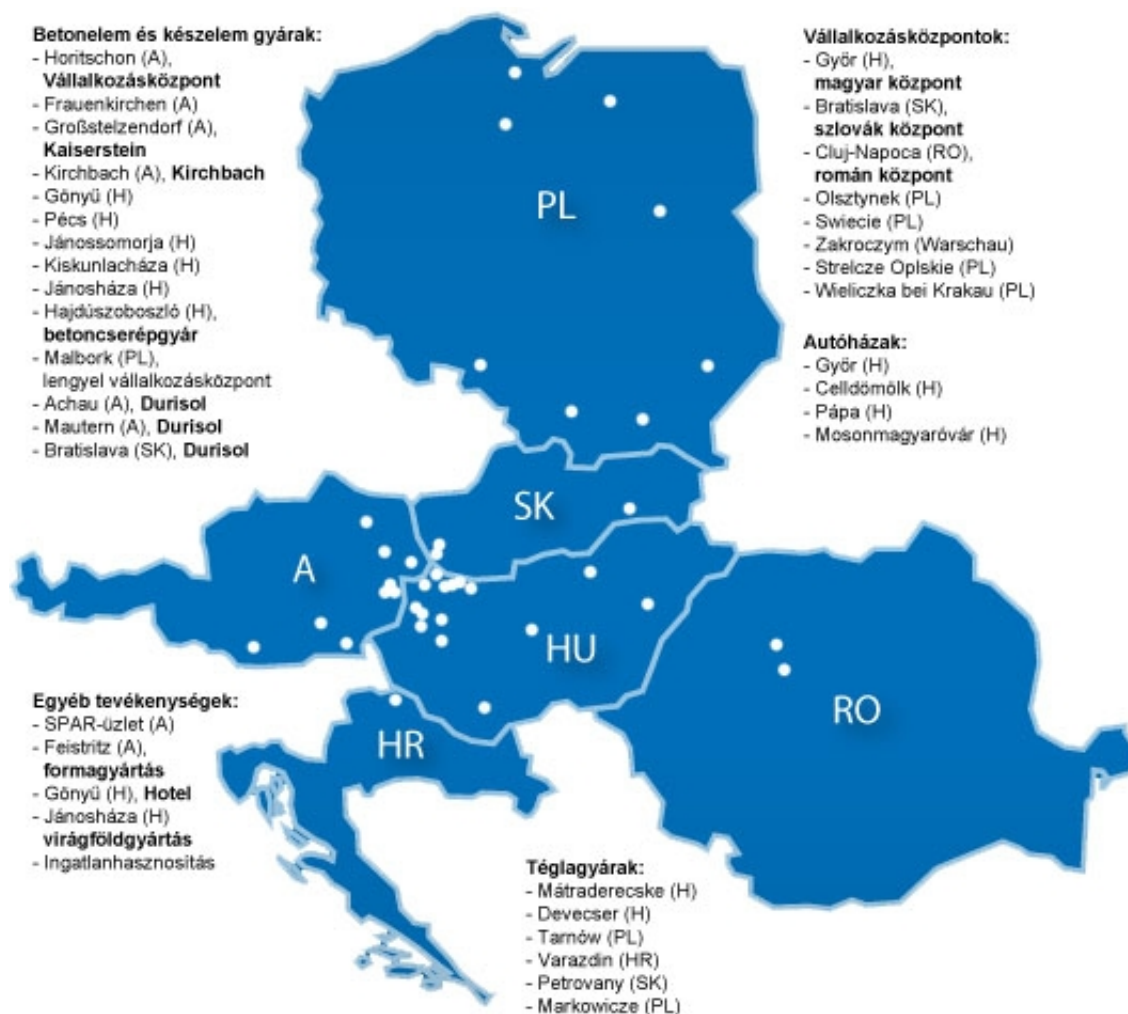 Betonelem és készelem gyárak:
- Horitschon (A),
Vállalkozásközpont
- Frauenkirchen (A)
- Großstelzendorf (A),
Kaiserstein
- Kirchbach (A), Kirchbach
- Gönyű (H)
- Pécs (H)
- Jánossomorja (H)
- Kiskunlacháza (H)
- Jánosháza (H)
- Hajdúszoboszló (H),
betoncserépgyár
- Malbork (PL),
lengyel vállalkozásközpont
- Achau (A), Durisol
- Mautern (A), Durisol
- Bratislava (SK), Durisol
Vállalkozásközpontok:
- Győr (H),
magyar központ
- Bratislava (SK),
szlovák központ
- Cluj-Napoca (RO),
román központ
- Olsztynek (PL)
- Swiecie (PL)
- Zakroczym (Warschau)
- Strelcze Oplskie (PL)
- Wieliczka bei Krakau (PL)
Autóházak:
- Győr (H)
- Celldömölk (H)
- Pápa (H)
- Mosonmagyaróvár (H)
PL
SK
A
HU
RO
HR
Egyéb tevékenységek:
- SPAR-üzlet (A)
- Feistritz (A),
formagyártás
- Gönyű (H), Hotel
- Jánosháza (H)
virágföldgyártás
- Ingatlanhasznosítás
Téglagyárak:
- Mátraderecske (H)
- Devecser (H)
- Tarnów (PL)
- Varazdin (HR)
- Petrovany (SK)
- Markowicze (PL)